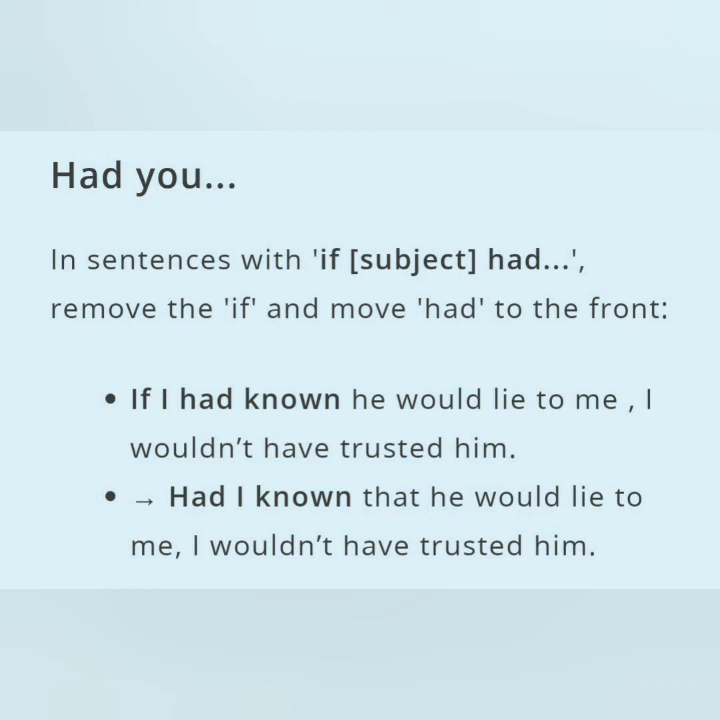 Had you...
In sentences with 'if [subject] had...',
remove the 'if' and move 'had' to the front:
• If I had known he would lie to me , I
wouldn’t have trusted him.
• → Had I known that he would lie to
me, I wouldn’t have trusted him.